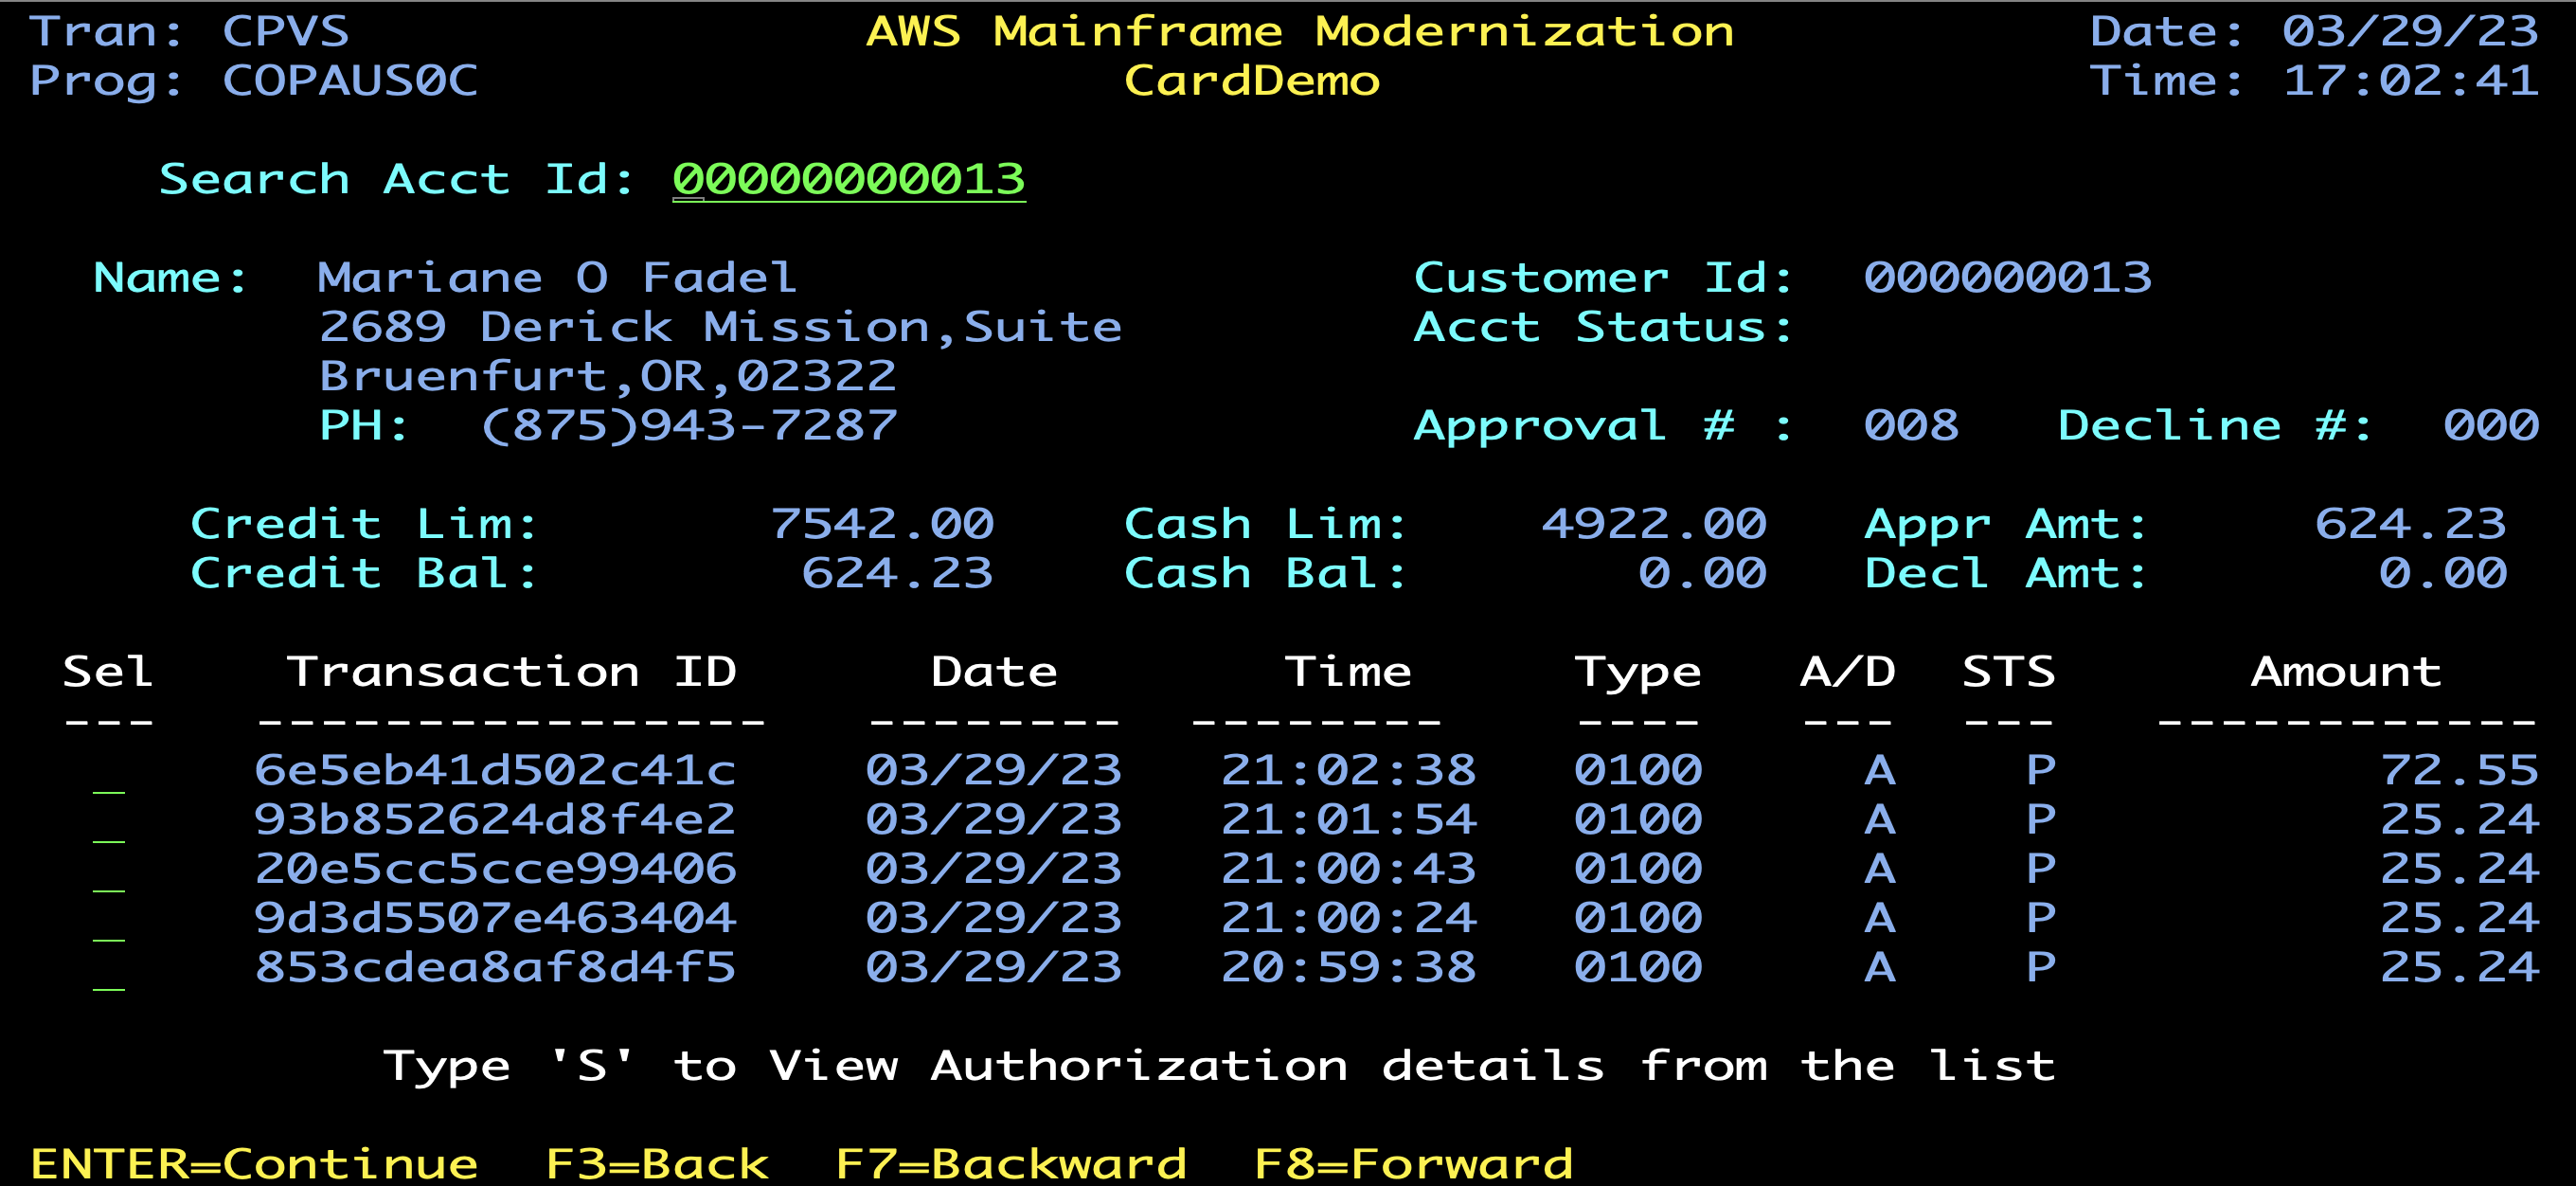 Tran: CPVS AWS Mainframe Modernization Date: 03/29/23
Prog: COPAUS0C CardDemo Time: 17:02:41
Search Acct Id: 00000000013
Name: Mariane O Fadel Customer Id: 000000013
2689 Derick Mission,Suite Acct Status:
Bruenfurt,OR,02322
PH: (875)943-7287 Approval # : 008 Decline #: 000
Credit Lim: 7542.00 Cash Lim: 4922.00 Appr Amt: 624.23
Credit Bal: 624.23 Cash Bal: 0.00 Decl Amt: 0.00
Sel Transaction ID Date Time Type A/D STS Amount
--- ---------------- -------- -------- ---- --- --- ------------
_ 6e5eb41d502c41c 03/29/23 21:02:38 0100 A P 72.55
_ 93b852624d8f4e2 03/29/23 21:01:54 0100 A P 25.24
_ 20e5cc5cce99406 03/29/23 21:00:43 0100 A P 25.24
_ 9d3d5507e463404 03/29/23 21:00:24 0100 A P 25.24
_ 853cdea8af8d4f5 03/29/23 20:59:38 0100 A P 25.24
Type 'S' to View Authorization details from the list
ENTER=Continue F3=Back F7=Backward F8=Forward